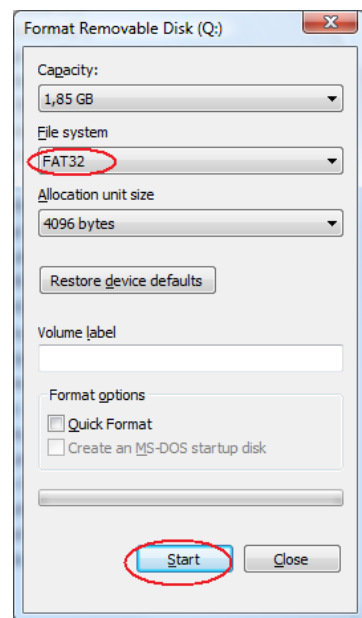 Format Removable Disk (Q:)
Capacity:
1,85 GB
File system
FAT32
Allocation unit size
4096 bytes
Restore device defaults
Volume label
Format options
Quick Format
Create an MS-DOS startup disk
Start Close